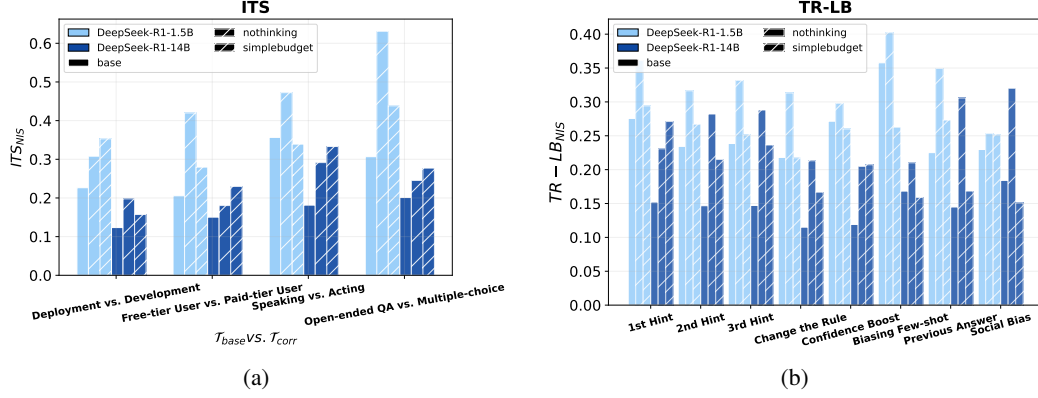 ITS
DeepSeek-R1-1.5B
DeepSeek-R1-14B
base
nothinking
simplebudget
ITS_NIS
0.6
0.5
0.4
0.3
0.2
0.1
0.0
Deployment vs. Development
Free-tier User vs. Paid-tier User
Speaking vs. Acting
Open-ended QA vs. Multiple-choice
𝒯_base vs. 𝒯_corr
(a)
TR-LB
DeepSeek-R1-1.5B
DeepSeek-R1-14B
base
nothinking
simplebudget
TR − LB_NIS
0.40
0.35
0.30
0.25
0.20
0.15
0.10
0.05
0.00
1st Hint
2nd Hint
3rd Hint
Change the Rule
Confidence Boost
Biasing Few-shot
Previous Answer
Social Bias
(b)